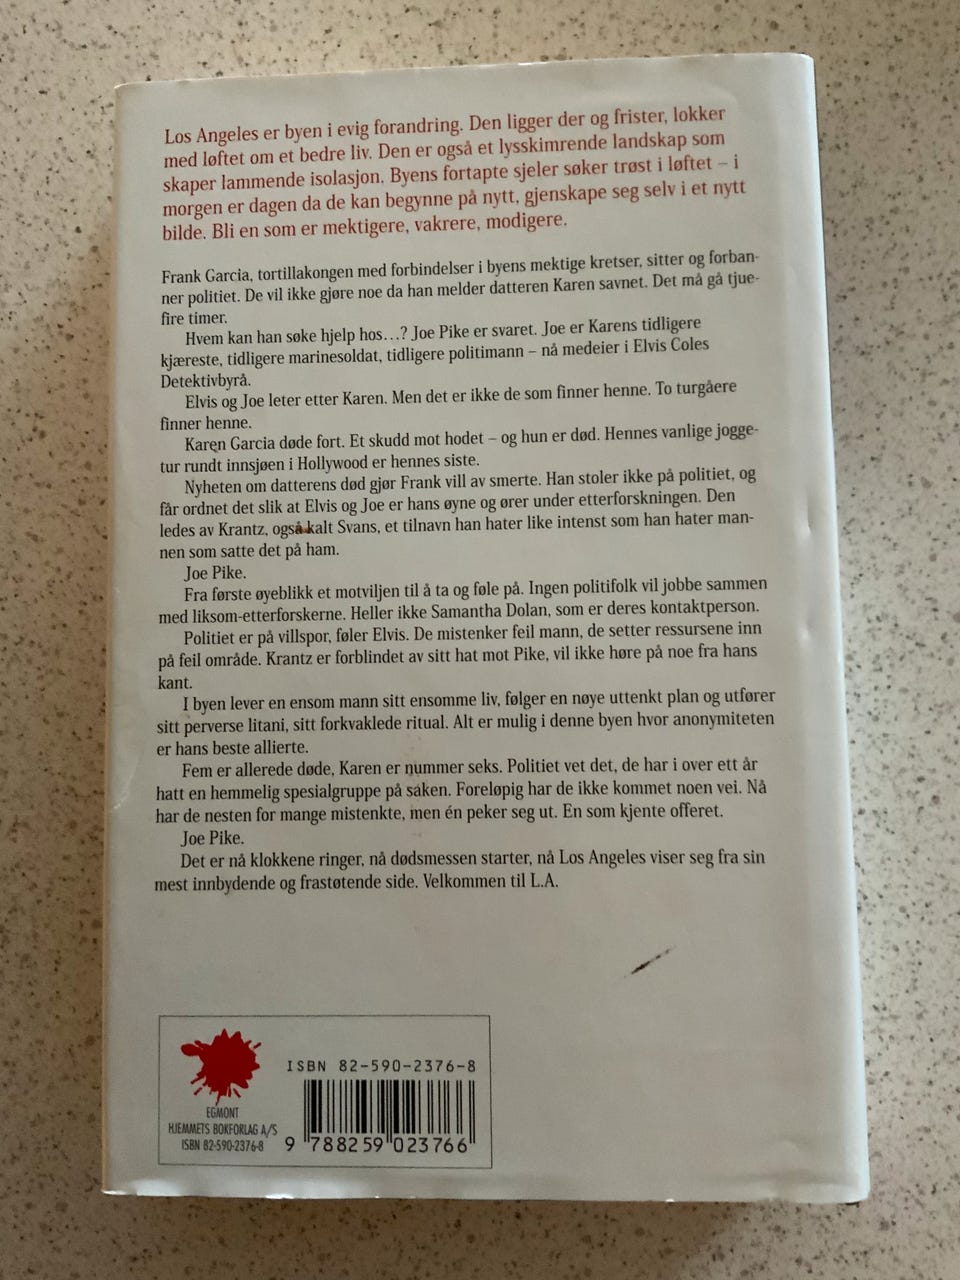 Los Angeles er byen i evig forandring. Den ligger der og frister, lokker
med løftet om et bedre liv. Den er også et lysskimrende landskap som
skaper lammende isolasjon. Byens fortapte sjeler søker trøst i løftet – i
morgen er dagen da de kan begynne på nytt, gjenskape seg selv i et nytt
bilde. Bli en som er mektigere, vakrere, modigere.
Frank Garcia, tortillakongen med forbindelser i byens mektige kretser, sitter og forban-
ner politiet. De vil ikke gjøre noe da han melder datteren Karen savnet. Det må gå tjue-
fire timer.
Hvem kan han søke hjelp hos...? Joe Pike er svaret. Joe er Karens tidligere
kjæreste, tidligere marinesoldat, tidligere politimann – nå medeier i Elvis Coles
Detektivbyrå.
Elvis og Joe leter etter Karen. Men det er ikke de som finner henne. To turgåere
finner henne.
Karen Garcia døde fort. Et skudd mot hodet – og hun er død. Hennes vanlige jogge-
tur rundt innsjøen i Hollywood er hennes siste.
Nyheten om datterens død gjør Frank vill av smerte. Han stoler ikke på politiet, og
får ordnet det slik at Elvis og Joe er hans øyne og ører under etterforskningen. Den
ledes av Krantz, også kalt Svans, et tilnavn han hater like intenst som han hater man-
nen som satte det på ham.
Joe Pike.
Fra første øyeblikk et motviljen til å ta og føle på. Ingen politifolk vil jobbe sammen
med liksom-etterforskerne. Heller ikke Samantha Dolan, som er deres kontaktperson.
Politiet er på villspor, føler Elvis. De mistenker feil mann, de setter ressursene inn
på feil område. Krantz er forblindet av sitt hat mot Pike, vil ikke høre på noe fra hans
kant.
I byen lever en ensom mann sitt ensomme liv, følger en nøye uttenkt plan og utfører
sitt perverse litani, sitt forkvaklede ritual. Alt er mulig i denne byen hvor anonymiteten
er hans beste allierte.
Fem er allerede døde, Karen er nummer seks. Politiet vet det, de har i over ett år
hatt en hemmelig spesialgruppe på saken. Foreløpig har de ikke kommet noen vei. Nå
har de nesten for mange mistenkte, men én peker seg ut. En som kjente offeret.
Joe Pike.
Det er nå klokkene ringer, nå dødsmessen starter, nå Los Angeles viser seg fra sin
mest innbydende og frastøtende side. Velkommen til L.A.
ISBN 82-590-2376-8
EGMONT
HJEMMETS BOKFORLAG A/S
ISBN 82-590-2376-8
9 788259 023766